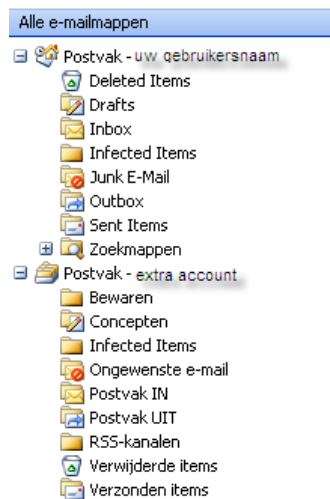 Alle e-mailmappen
Postvak - uw gebruikersnaam
Deleted Items
Drafts
Inbox
Infected Items
Junk E-Mail
Outbox
Sent Items
Zoekmappen
Postvak - extra account
Bewaren
Concepten
Infected Items
Ongewenste e-mail
Postvak IN
Postvak UIT
RSS-kanalen
Verwijderde items
Verzonden items